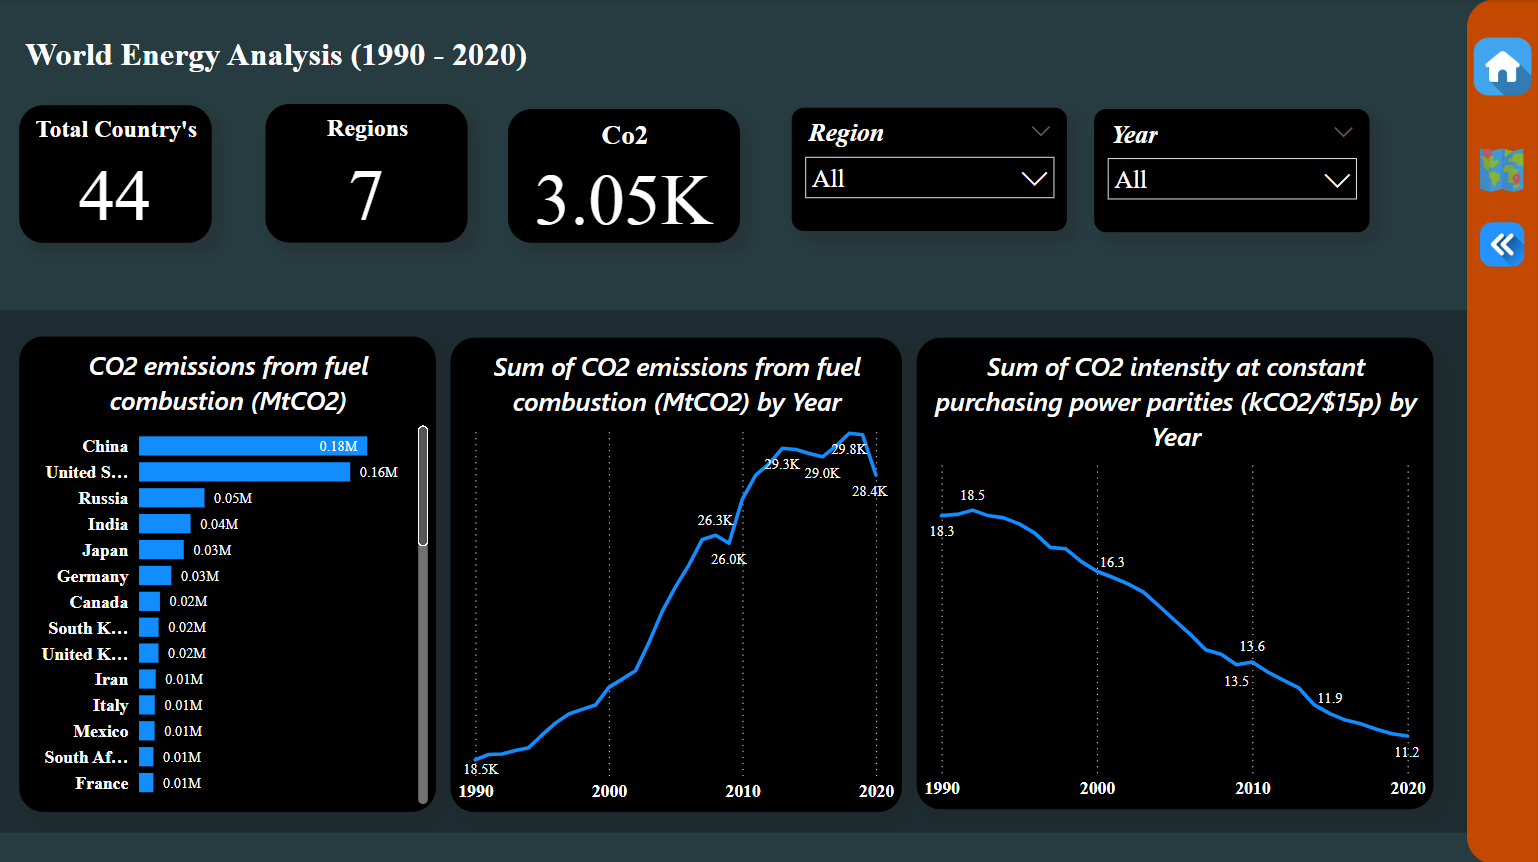 World Energy Analysis (1990 - 2020)
Total Country's
44
Regions
7
Co2
3.05K
Region
All
Year
All
CO2 emissions from fuel
combustion (MtCO2)
China 0.18M
United S... 0.16M
Russia 0.05M
India 0.04M
Japan 0.03M
Germany 0.03M
Canada 0.02M
South K... 0.02M
United K... 0.02M
Iran 0.01M
Italy 0.01M
Mexico 0.01M
South Af... 0.01M
France 0.01M
Sum of CO2 emissions from fuel
combustion (MtCO2) by Year
29.8K
29.3K
29.0K
28.4K
26.3K
26.0K
18.5K
1990 2000 2010 2020
Sum of CO2 intensity at constant
purchasing power parities (kCO2/$15p) by
Year
18.5
18.3
16.3
13.6
13.5
11.9
11.2
1990 2000 2010 2020